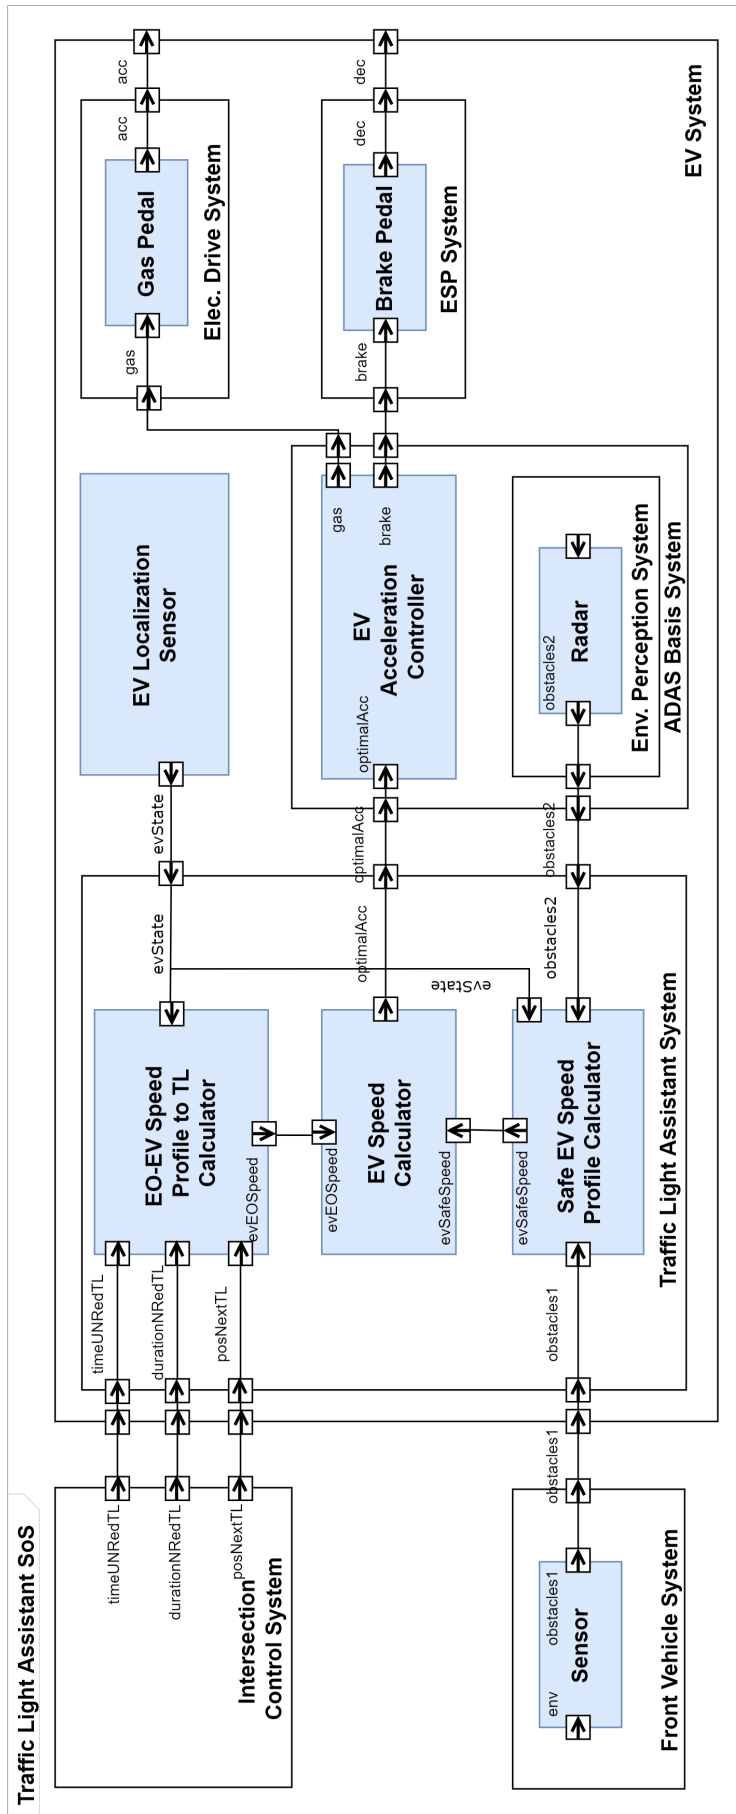 Traffic Light Assistant SoS
timeUNRedTL
durationNRedTL
posNextTL
Intersection
Control System
env
obstacles1
Sensor
Front Vehicle System
obstacles1
timeUNRedTL
durationNRedTL
posNextTL
obstacles1
EO-EV Speed
Profile to TL
Calculator
evEOSpeed
evEOSpeed
EV Speed
Calculator
evSafeSpeed
evSafeSpeed
Safe EV Speed
Profile Calculator
Traffic Light Assistant System
evState
evState
evState
optimalAcc
optimalAcc
obstacles2
obstacles2
EV Localization
Sensor
optimalAcc
EV
Acceleration
Controller
gas
brake
obstacles2
Radar
Env. Perception System
ADAS Basis System
gas
Gas Pedal
acc
acc
Elec. Drive System
brake
Brake Pedal
dec
dec
ESP System
EV System